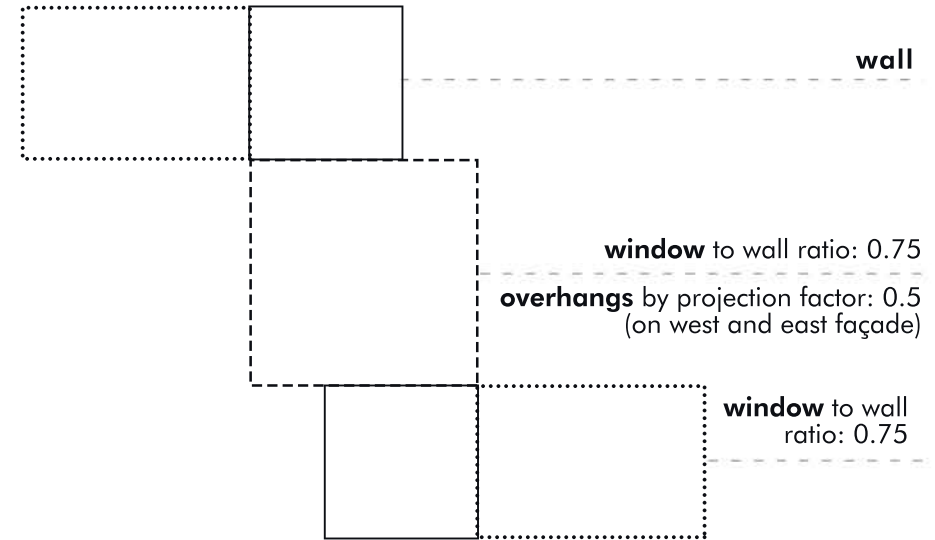 wall
window to wall ratio: 0.75
overhangs by projection factor: 0.5
(on west and east façade)
window to wall
ratio: 0.75